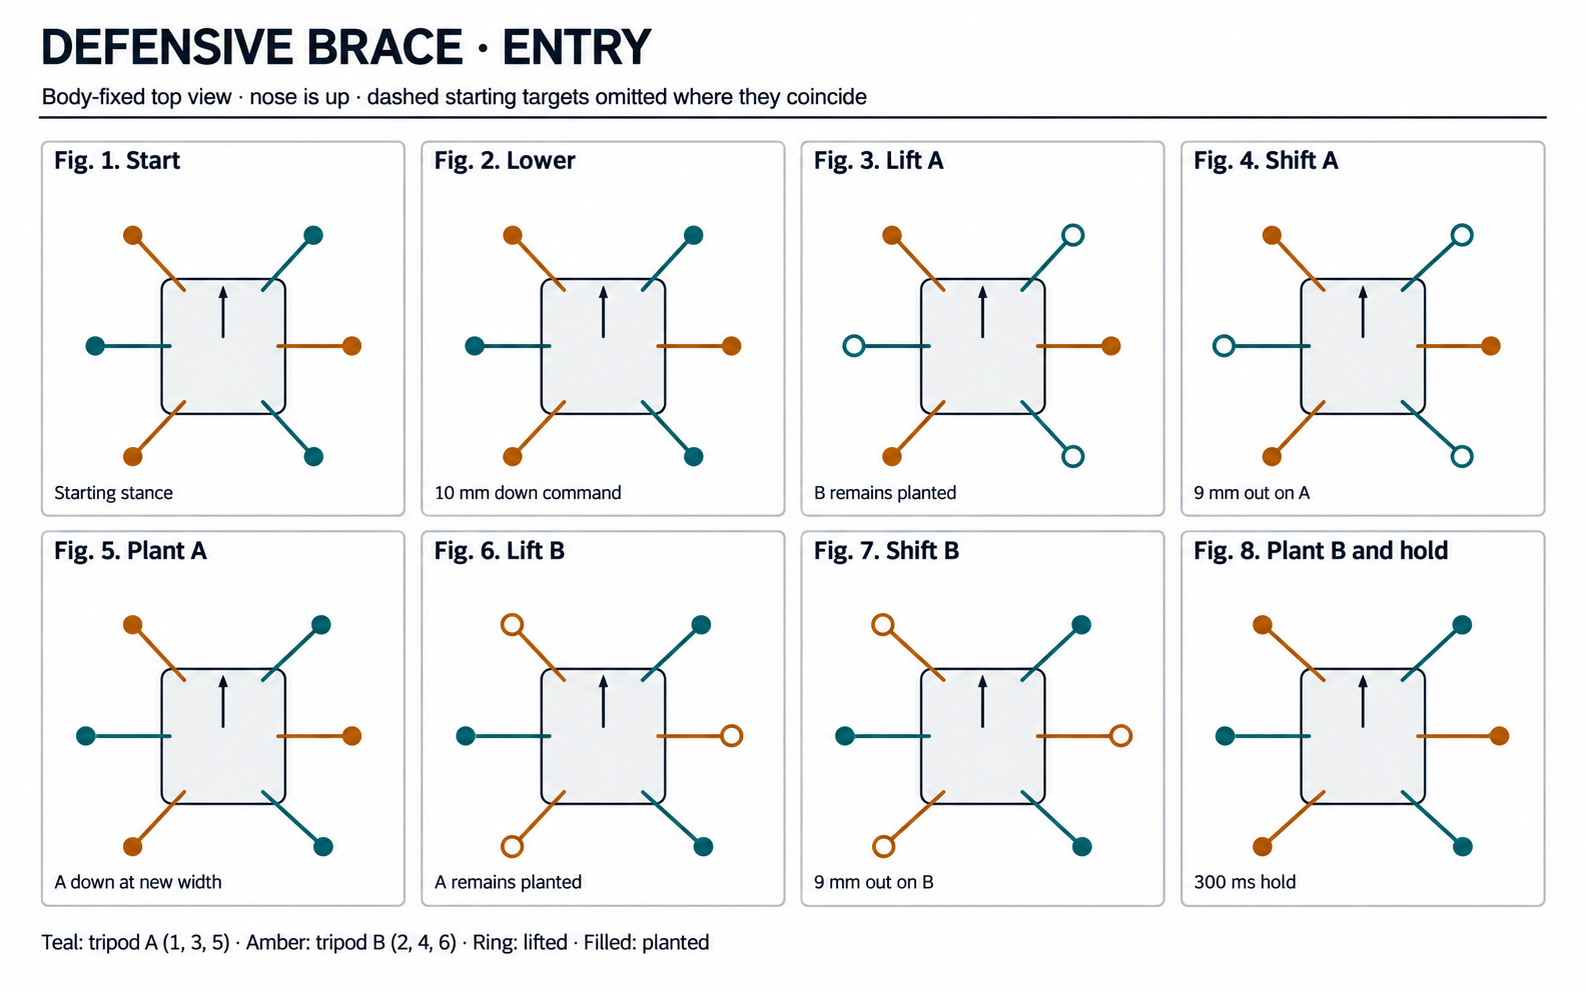 DEFENSIVE BRACE · ENTRY
Body-fixed top view · nose is up · dashed starting targets omitted where they coincide
Fig. 1. Start
Starting stance
Fig. 2. Lower
10 mm down command
Fig. 3. Lift A
B remains planted
Fig. 4. Shift A
9 mm out on A
Fig. 5. Plant A
A down at new width
Fig. 6. Lift B
A remains planted
Fig. 7. Shift B
9 mm out on B
Fig. 8. Plant B and hold
300 ms hold
Teal: tripod A (1, 3, 5) · Amber: tripod B (2, 4, 6) · Ring: lifted · Filled: planted